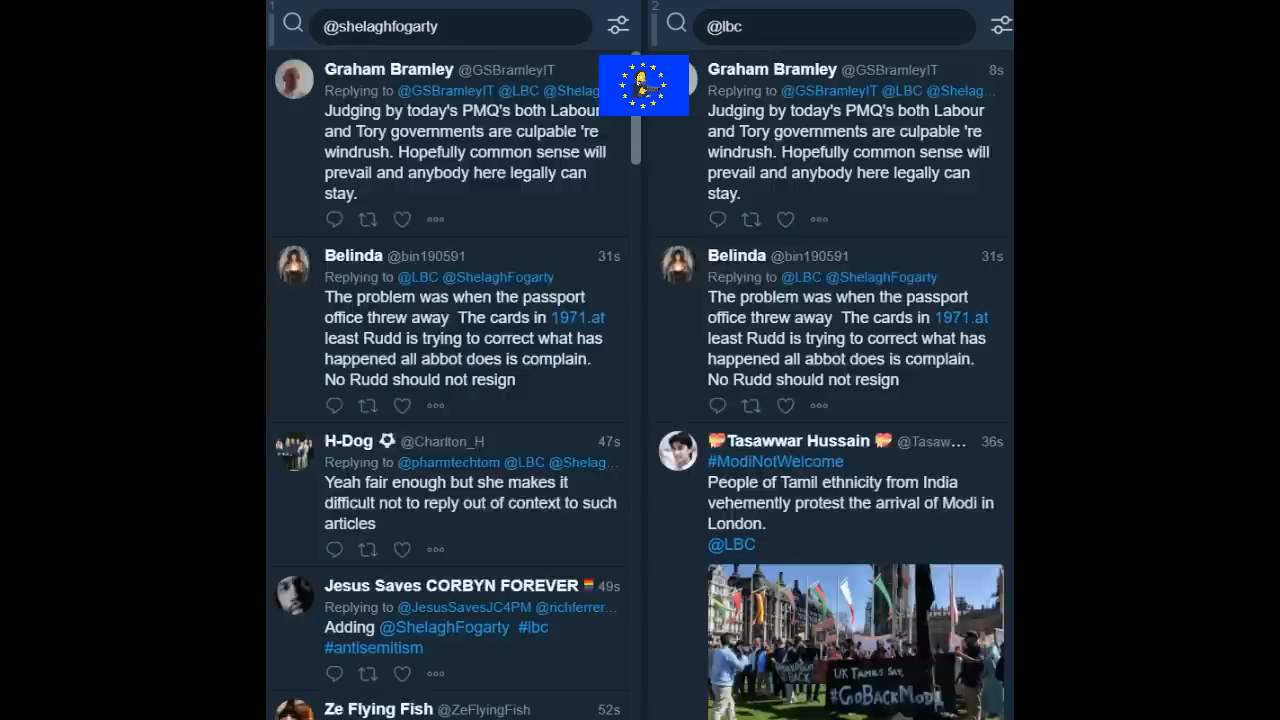 1
@shelaghfogarty
Graham Bramley @GSBramleyIT
Replying to @GSBramleyIT @LBC @Shelag
Judging by today's PMQ's both Labour
and Tory governments are culpable 're
windrush. Hopefully common sense will
prevail and anybody here legally can
stay.
Belinda @bin190591 31s
Replying to @LBC @ShelaghFogarty
The problem was when the passport
office threw away The cards in 1971.at
least Rudd is trying to correct what has
happened all abbot does is complain.
No Rudd should not resign
H-Dog @Charlton_H 47s
Replying to @pharmtechtom @LBC @Shelag...
Yeah fair enough but she makes it
difficult not to reply out of context to such
articles
Jesus Saves CORBYN FOREVER 49s
Replying to @JesusSavesJC4PM @richferrer...
Adding @ShelaghFogarty #lbc
#antisemitism
Ze Flying Fish @ZeFlyingFish 52s
2
@lbc
Graham Bramley @GSBramleyIT 8s
Replying to @GSBramleyIT @LBC @Shelag...
Judging by today's PMQ's both Labour
and Tory governments are culpable 're
windrush. Hopefully common sense will
prevail and anybody here legally can
stay.
Belinda @bin190591 31s
Replying to @LBC @ShelaghFogarty
The problem was when the passport
office threw away The cards in 1971.at
least Rudd is trying to correct what has
happened all abbot does is complain.
No Rudd should not resign
Tasawwar Hussain @Tasaw... 36s
#ModiNotWelcome
People of Tamil ethnicity from India
vehemently protest the arrival of Modi in
London.
@LBC
UK TAMILS SAY,
#GOBACKMODI